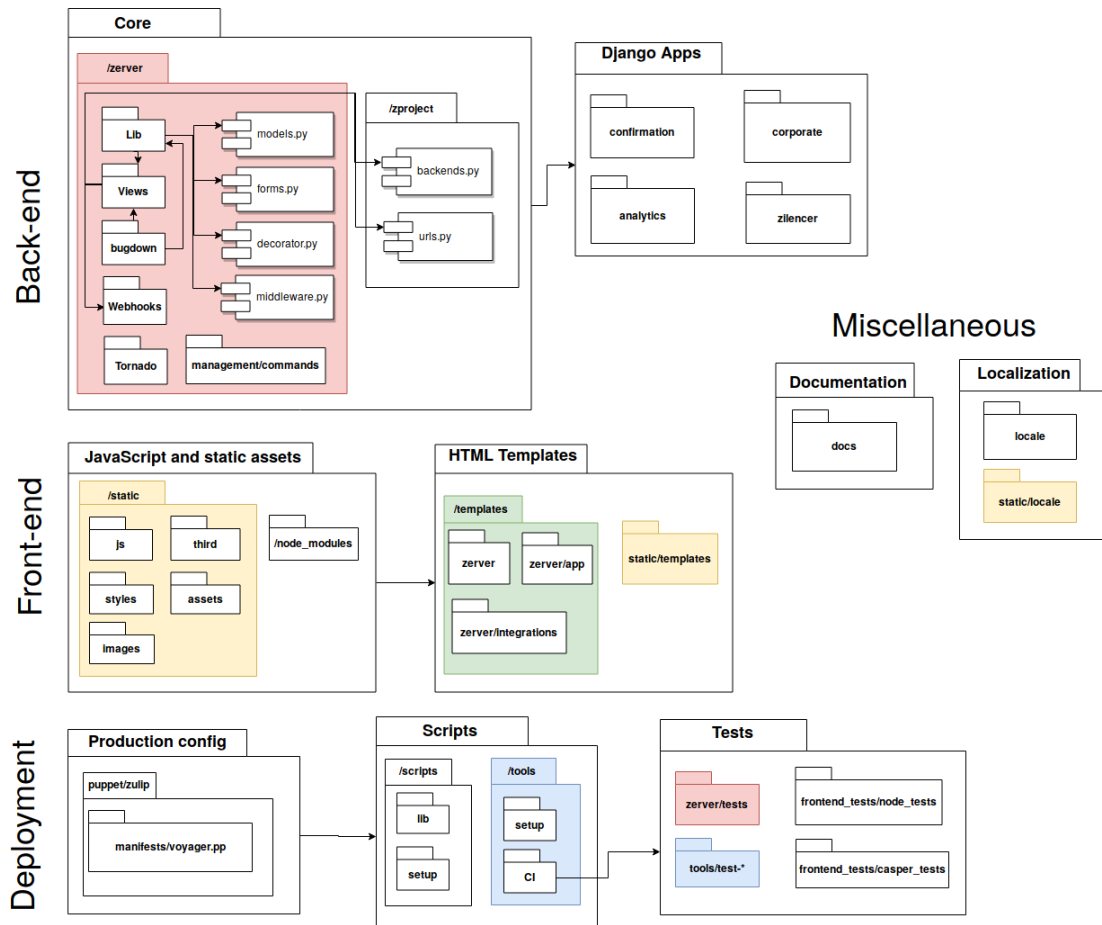 Back-end
Core
/zerver
Lib
Views
bugdown
Webhooks
Tornado
models.py
forms.py
decorator.py
middleware.py
management/commands
/zproject
backends.py
urls.py
Django Apps
confirmation
corporate
analytics
zilencer
Miscellaneous
Documentation
docs
Localization
locale
static/locale
Front-end
JavaScript and static assets
/static
js
third
styles
assets
images
/node_modules
HTML Templates
/templates
zerver
zerver/app
zerver/integrations
static/templates
Deployment
Production config
puppet/zulip
manifests/voyager.pp
Scripts
/scripts
lib
setup
/tools
setup
CI
Tests
zerver/tests
frontend_tests/node_tests
tools/test-*
frontend_tests/casper_tests